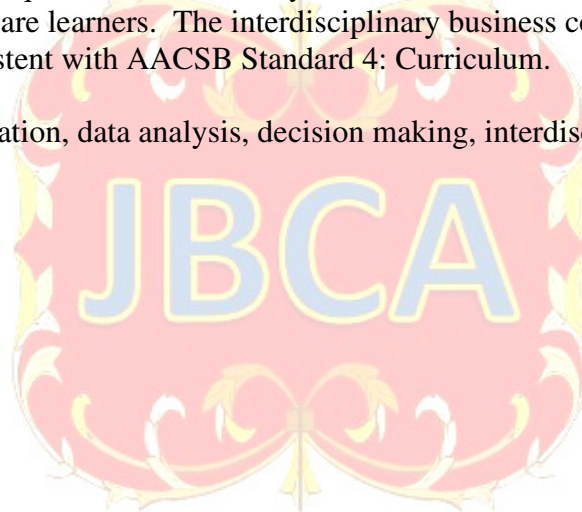 are learners. The interdisciplinary business co
stent with AACSB Standard 4: Curriculum.
ation, data analysis, decision making, interdis
JBCA